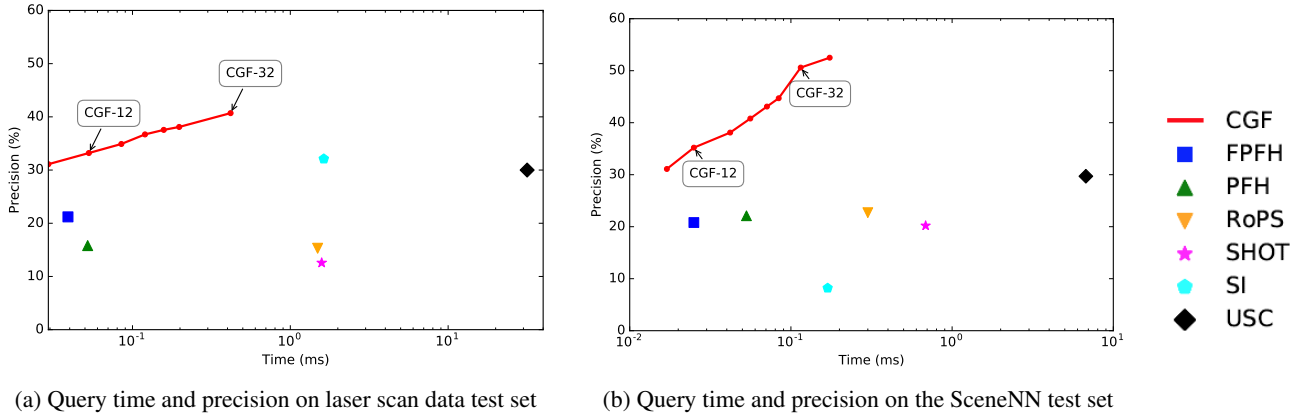 60
50
40
30
20
10
0
Precision (%)
CGF-32
CGF-12
10⁻¹
10⁰
10¹
Time (ms)
(a) Query time and precision on laser scan data test set
60
50
40
30
20
10
0
Precision (%)
CGF-32
CGF-12
10⁻²
10⁻¹
10⁰
10¹
Time (ms)
(b) Query time and precision on the SceneNN test set
CGF
FPFH
PFH
RoPS
SHOT
SI
USC